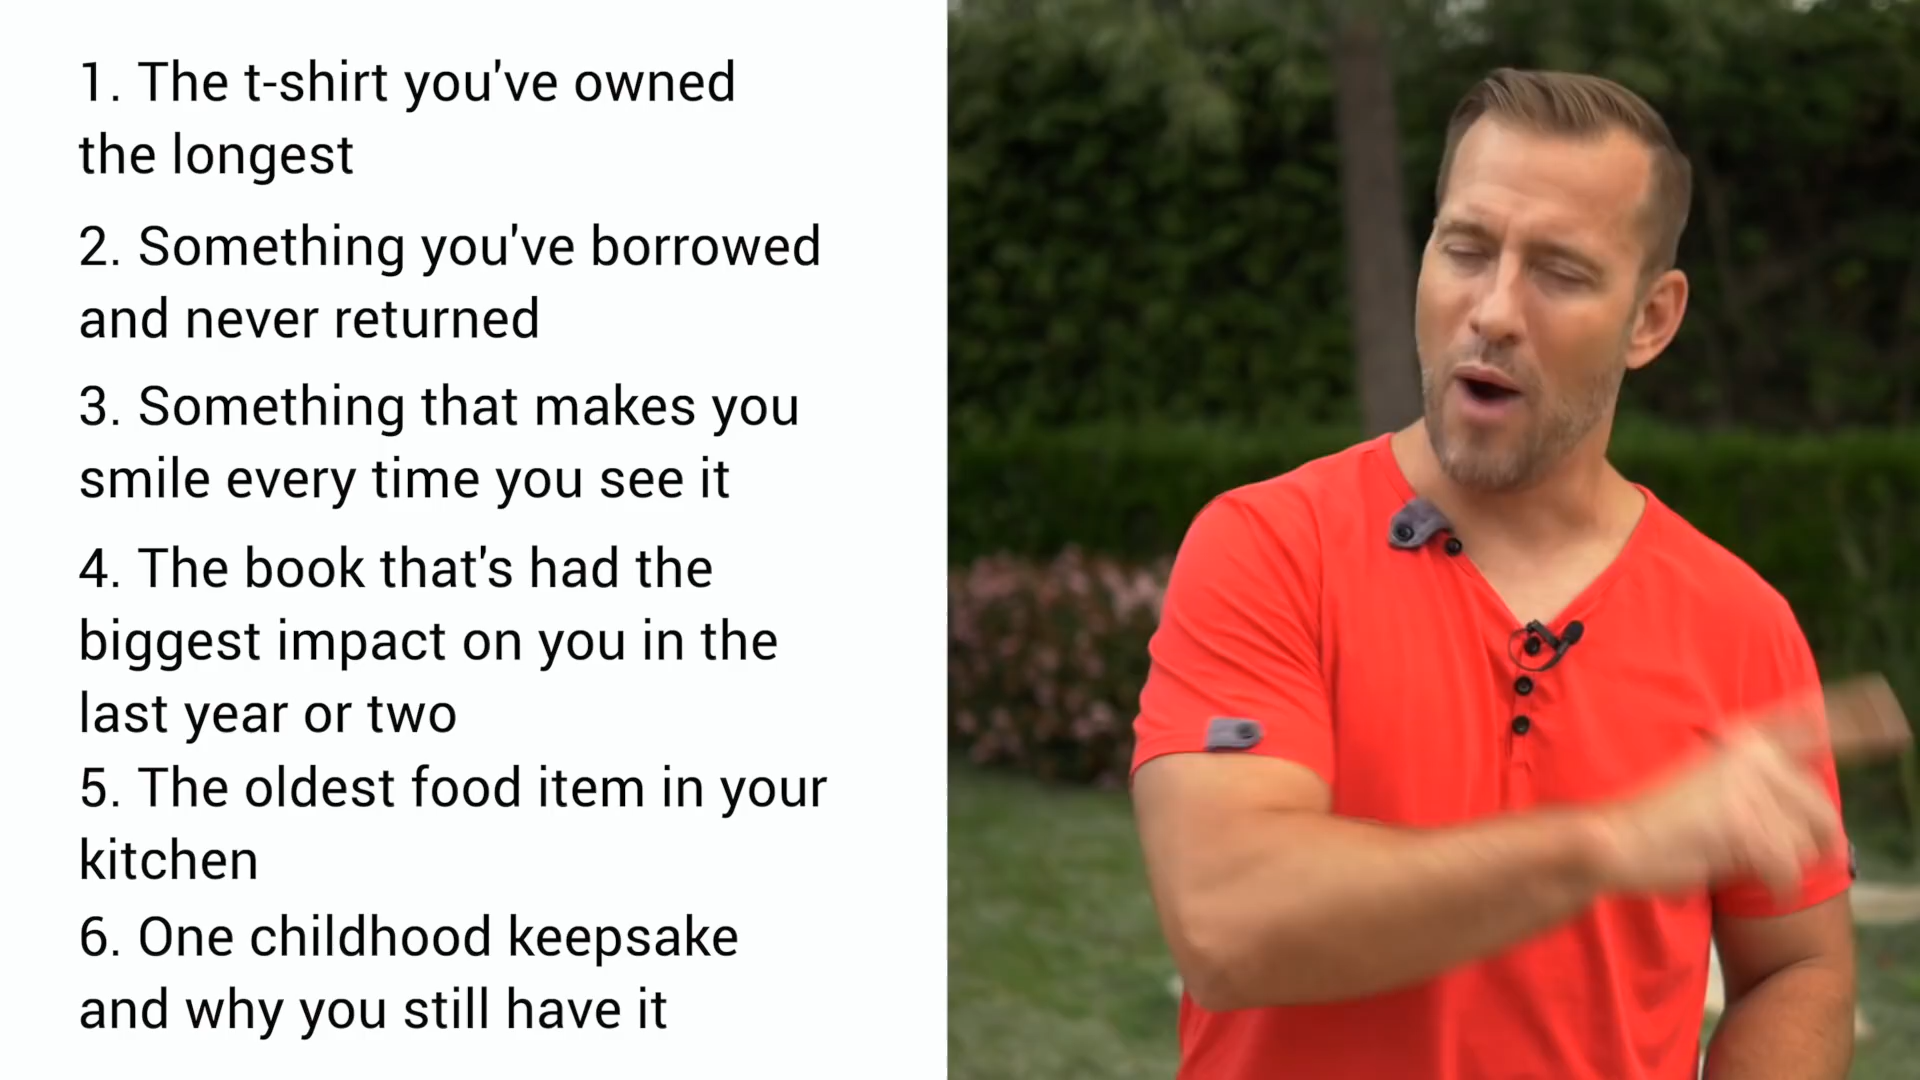 1. The t-shirt you've owned
the longest
2. Something you've borrowed
and never returned
3. Something that makes you
smile every time you see it
4. The book that's had the
biggest impact on you in the
last year or two
5. The oldest food item in your
kitchen
6. One childhood keepsake
and why you still have it